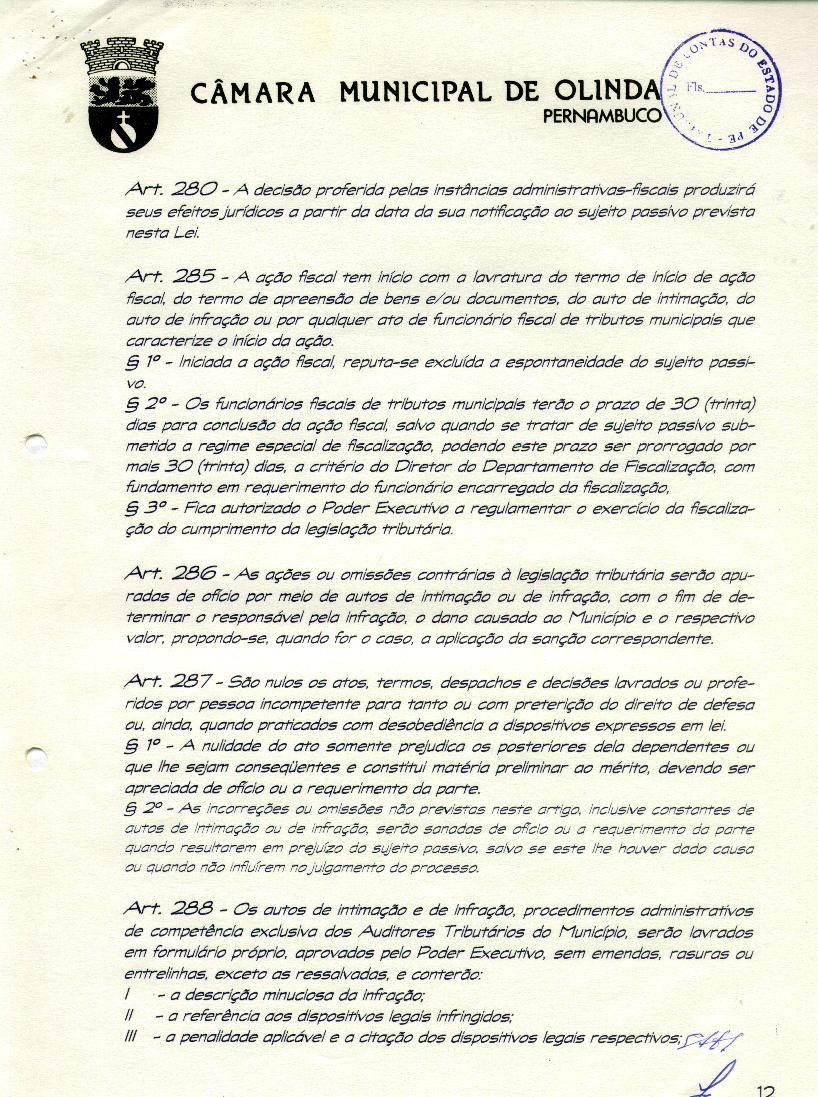 CÂMARA MUNICIPAL DE OLINDA
PERNAMBUCO
DE CONTAS DO ESTADO DE PE -
Fls.
Art. 280 - A decisão proferida pelas instâncias administrativas-fiscais produzirá
seus efeitos jurídicos a partir da data da sua notificação ao sujeito passivo prevista
nesta Lei.
Art. 285 - A ação fiscal tem início com a lavratura do termo de início de ação
fiscal, do termo de apreensão de bens e/ou documentos, do auto de intimação, do
auto de infração ou por qualquer ato de funcionário fiscal de tributos municipais que
caracterize o início da ação.
§ 1º - Iniciada a ação fiscal, reputa-se excluída a espontaneidade do sujeito passi-
vo.
§ 2º - Os funcionários fiscais de tributos municipais terão o prazo de 30 (trinta)
dias para conclusão da ação fiscal, salvo quando se tratar de sujeito passivo sub-
metido a regime especial de fiscalização, podendo este prazo ser prorrogado por
mais 30 (trinta) dias, a critério do Diretor do Departamento de Fiscalização, com
fundamento em requerimento do funcionário encarregado da fiscalização,
§ 3º - Fica autorizado o Poder Executivo a regulamentar o exercício da fiscaliza-
ção do cumprimento da legislação tributária.
Art. 286 - As ações ou omissões contrárias à legislação tributária serão apu-
radas de ofício por meio de autos de intimação ou de infração, com o fim de de-
terminar o responsável pela infração, o dano causado ao Município e o respectivo
valor, propondo-se, quando for o caso, a aplicação da sanção correspondente.
Art. 287 - São nulos os atos, termos, despachos e decisões lavrados ou profe-
ridos por pessoa incompetente para tanto ou com preterição do direito de defesa
ou, ainda, quando praticados com desobediência a dispositivos expressos em lei.
§ 1º - A nulidade do ato somente prejudica os posteriores dela dependentes ou
que lhe sejam conseqüentes e constitui matéria preliminar ao mérito, devendo ser
apreciada de ofício ou a requerimento da parte.
§ 2º - As incorreções ou omissões não previstas neste artigo, inclusive constantes de
autos de intimação ou de infração, serão sanadas de ofício ou a requerimento da parte
quando resultarem em prejuízo do sujeito passivo, salvo se este lhe houver dado causa
ou quando não influírem no julgamento do processo.
Art. 288 - Os autos de intimação e de infração, procedimentos administrativos
de competência exclusiva dos Auditores Tributários do Município, serão lavrados
em formulário próprio, aprovados pelo Poder Executivo, sem emendas, rasuras ou
entrelinhas, exceto as ressalvadas, e conterão:
I - a descrição minuciosa da infração;
II - a referência aos dispositivos legais infringidos;
III - a penalidade aplicável e a citação dos dispositivos legais respectivos;
12